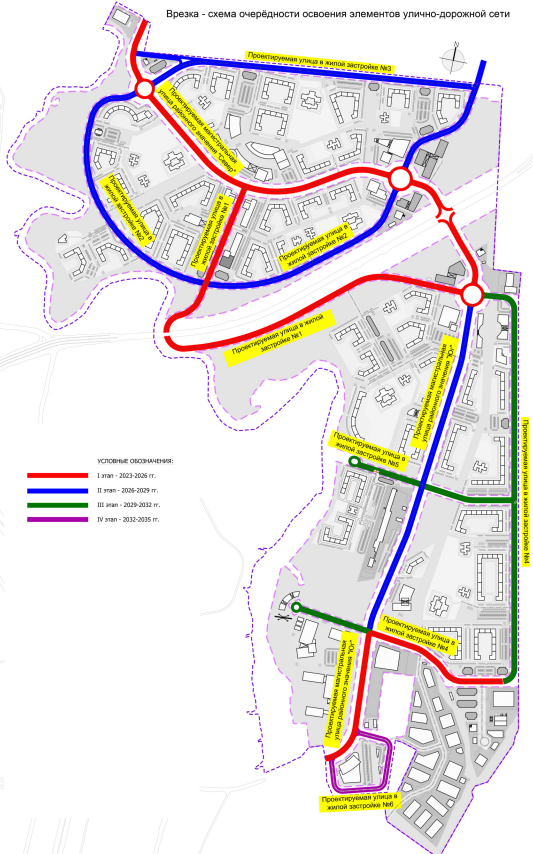 Врезка - схема очерёдности освоения элементов улично-дорожной сети
N
Проектируемая улица в жилой застройке №3
Проектируемая магистральная
улица районного значения "Север"
Проектируемая улица в
жилой застройке №2
Проектируемая улица в
жилой застройке №1
Проектируемая улица в
жилой застройке №2
Проектируемая улица в жилой
застройке №1
Проектируемая магистральная
улица районного значения "Юг"
Проектируемая улица в
жилой застройке №5
Проектируемая улица в жилой застройке №4
УСЛОВНЫЕ ОБОЗНАЧЕНИЯ:
I этап - 2023-2026 гг.
II этап - 2026-2029 гг.
III этап - 2029-2032 гг.
IV этап - 2032-2035 гг.
Проектируемая улица в
жилой застройке №4
Проектируемая магистральная
улица районного значения "Юг"
Проектируемая улица в
жилой застройке №6